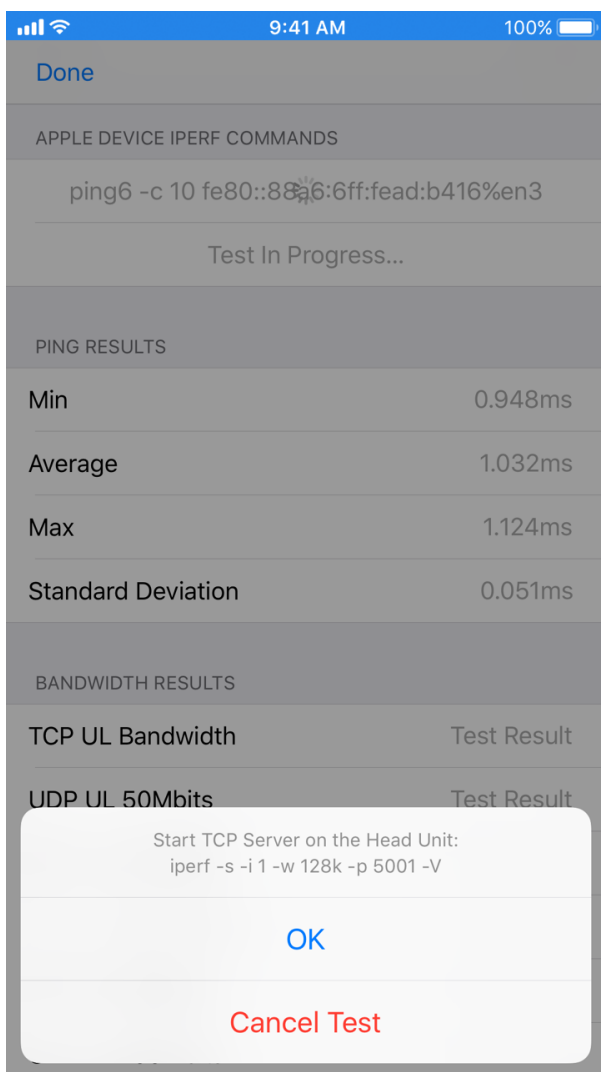 9:41 AM
100%
Done
APPLE DEVICE IPERF COMMANDS
ping6 -c 10 fe80::88a6:6ff:fead:b416%en3
Test In Progress...
PING RESULTS
Min 0.948ms
Average 1.032ms
Max 1.124ms
Standard Deviation 0.051ms
BANDWIDTH RESULTS
TCP UL Bandwidth Test Result
UDP UL 50Mbits Test Result
Start TCP Server on the Head Unit:
iperf -s -i 1 -w 128k -p 5001 -V
OK
Cancel Test